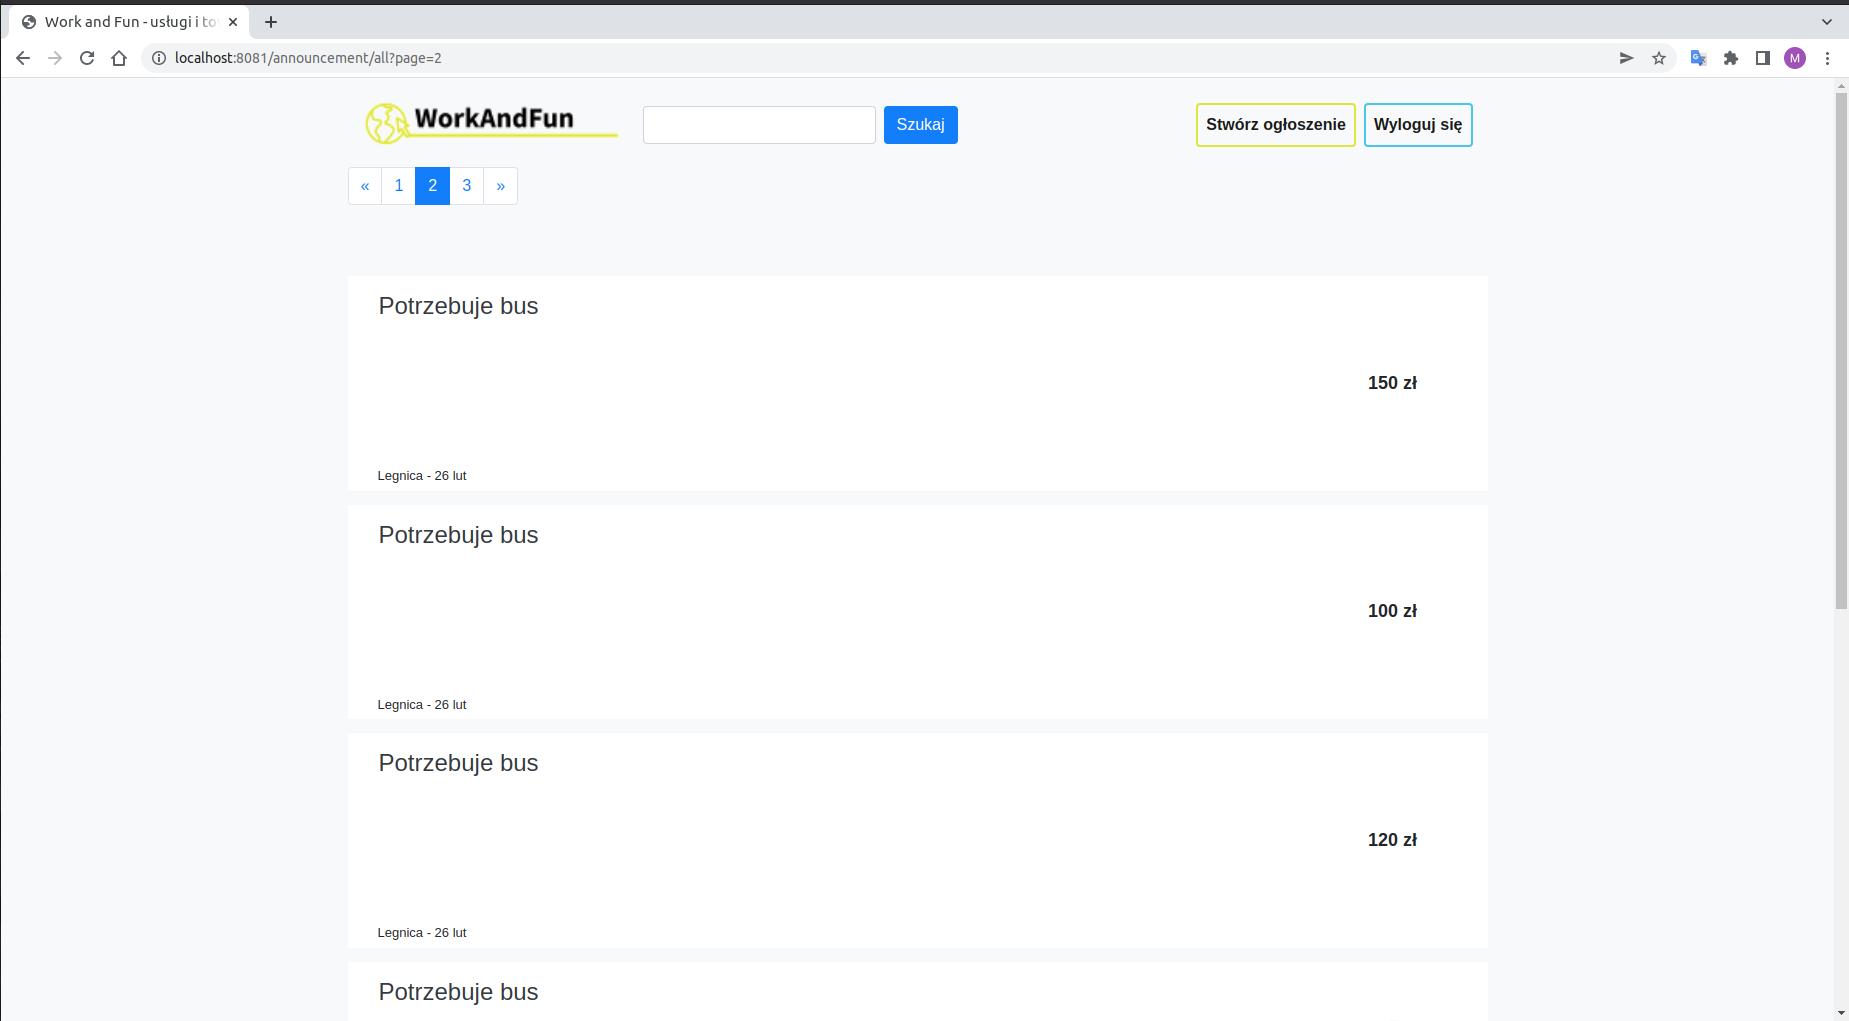 Work and Fun - usługi i to
localhost:8081/announcement/all?page=2
M
WorkAndFun
Szukaj
Stwórz ogłoszenie
Wyloguj się
« 1 2 3 »
Potrzebuje bus
150 zł
Legnica - 26 lut
Potrzebuje bus
100 zł
Legnica - 26 lut
Potrzebuje bus
120 zł
Legnica - 26 lut
Potrzebuje bus